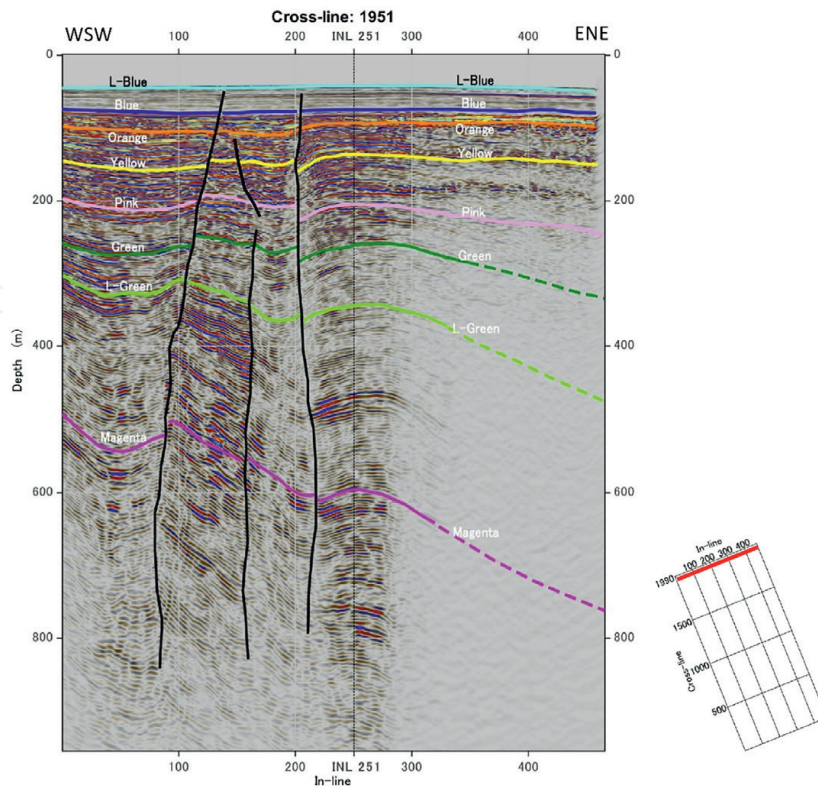 Cross-line: 1951
WSW 100 200 INL 251 300 400 ENE
0 0
L-Blue L-Blue
Blue Blue
Orange Orange
Yellow Yellow
200 200
Pink Pink
Green Green
L-Green
L-Green
400 400
Depth (m)
Magenta
600 600
Magenta
800 800
100 200 INL 251 300 400
In-line
In-line
100 200 300 400
1980
1500
1000
500
Cross-line